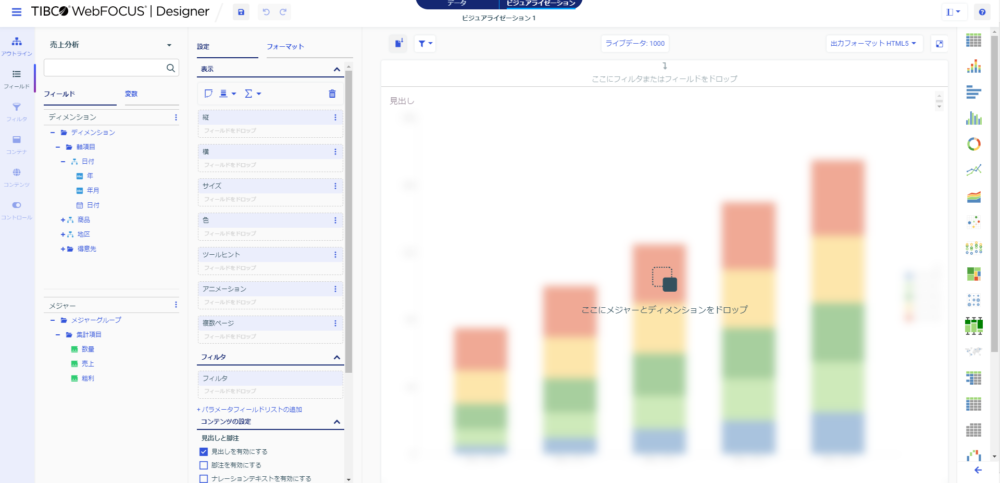 TIBCO WebFOCUS® | Designer
データ
ビジュアライゼーション
ビジュアライゼーション 1
アウトライン
フィールド
フィルタ
コンテナ
コンテンツ
コントロール
売上分析
フィールド
変数
ディメンション
ディメンション
軸項目
日付
Abc 年
Abc 年月
日付
商品
地区
得意先
メジャー
メジャーグループ
集計項目
数量
売上
粗利
設定
フォーマット
表示
縦
フィールドをドロップ
横
フィールドをドロップ
サイズ
フィールドをドロップ
色
フィールドをドロップ
ツールヒント
フィールドをドロップ
アニメーション
フィールドをドロップ
複数ページ
フィールドをドロップ
フィルタ
フィルタ
フィールドをドロップ
+ パラメータフィールドリストの追加
コンテンツの設定
見出しと脚注
見出しを有効にする
脚注を有効にする
ナレーションテキストを有効にする
ライブデータ: 1000
出力フォーマット HTML5
ここにフィルタまたはフィールドをドロップ
見出し
ここにメジャーとディメンションをドロップ